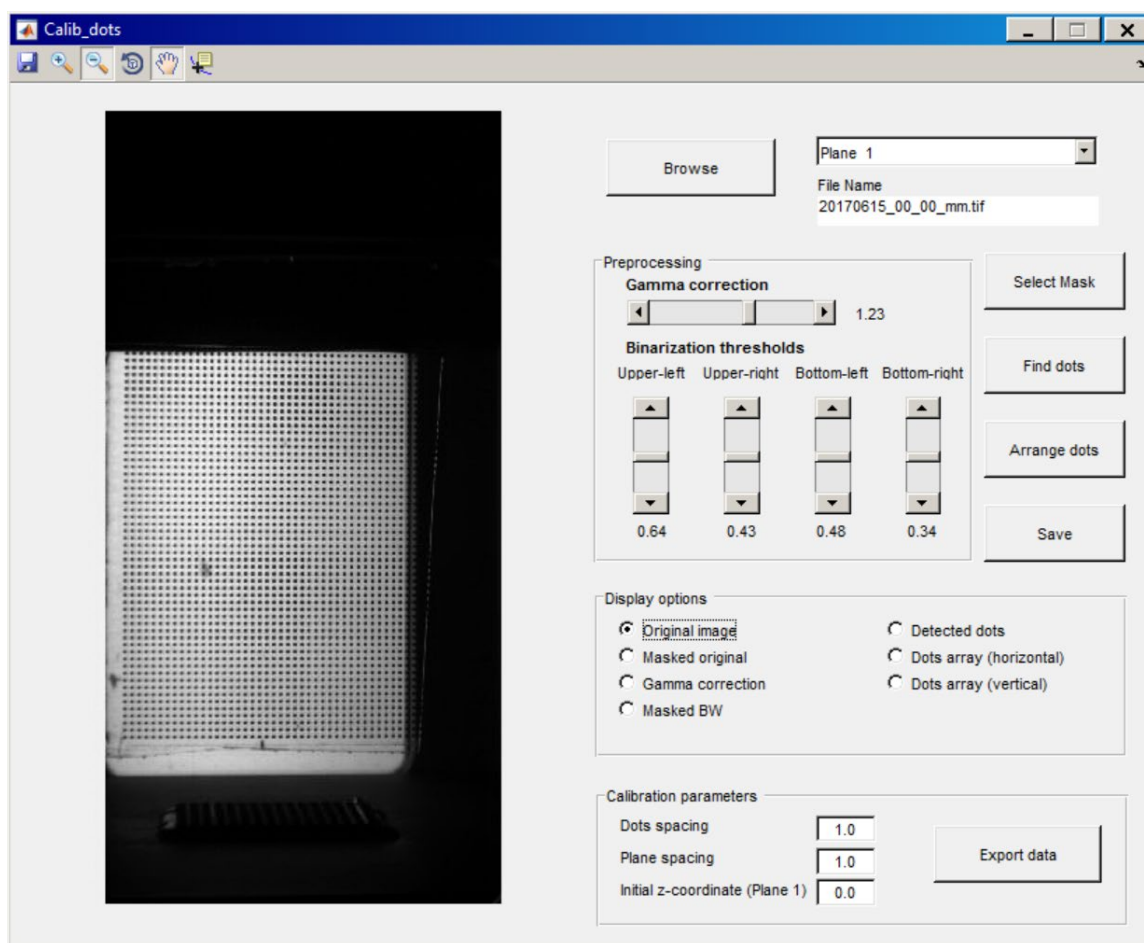 Calib_dots
Browse
Plane 1
File Name
20170615_00_00_mm.tif
Preprocessing
Gamma correction
1.23
Binarization thresholds
Upper-left Upper-right Bottom-left Bottom-right
0.64 0.43 0.48 0.34
Select Mask
Find dots
Arrange dots
Save
Display options
Original image
Masked original
Gamma correction
Masked BW
Detected dots
Dots array (horizontal)
Dots array (vertical)
Calibration parameters
Dots spacing 1.0
Plane spacing 1.0
Initial z-coordinate (Plane 1) 0.0
Export data